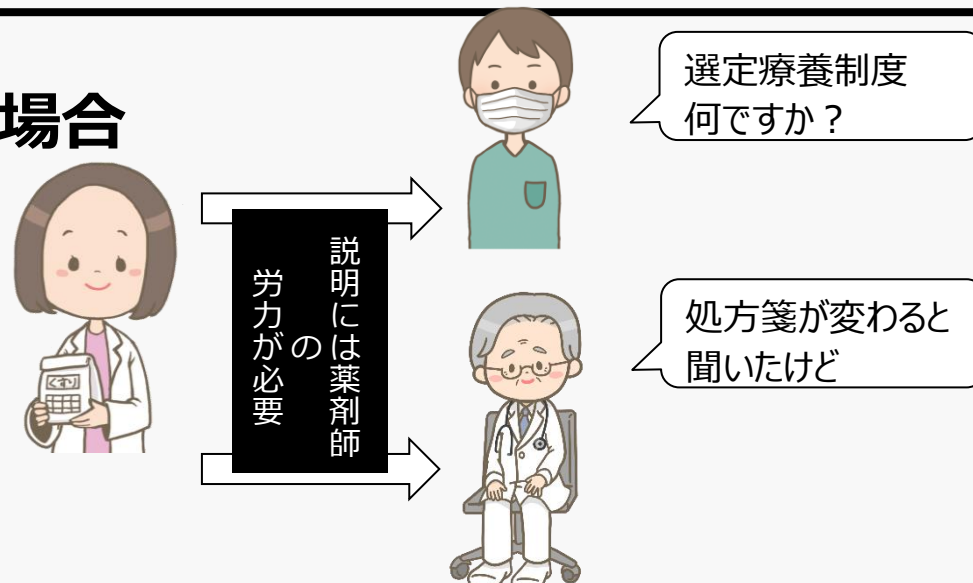 場合
選定療養制度
何ですか？
説明には薬剤師
の
労力が必要
くすり
処方箋が変わると
聞いたけど